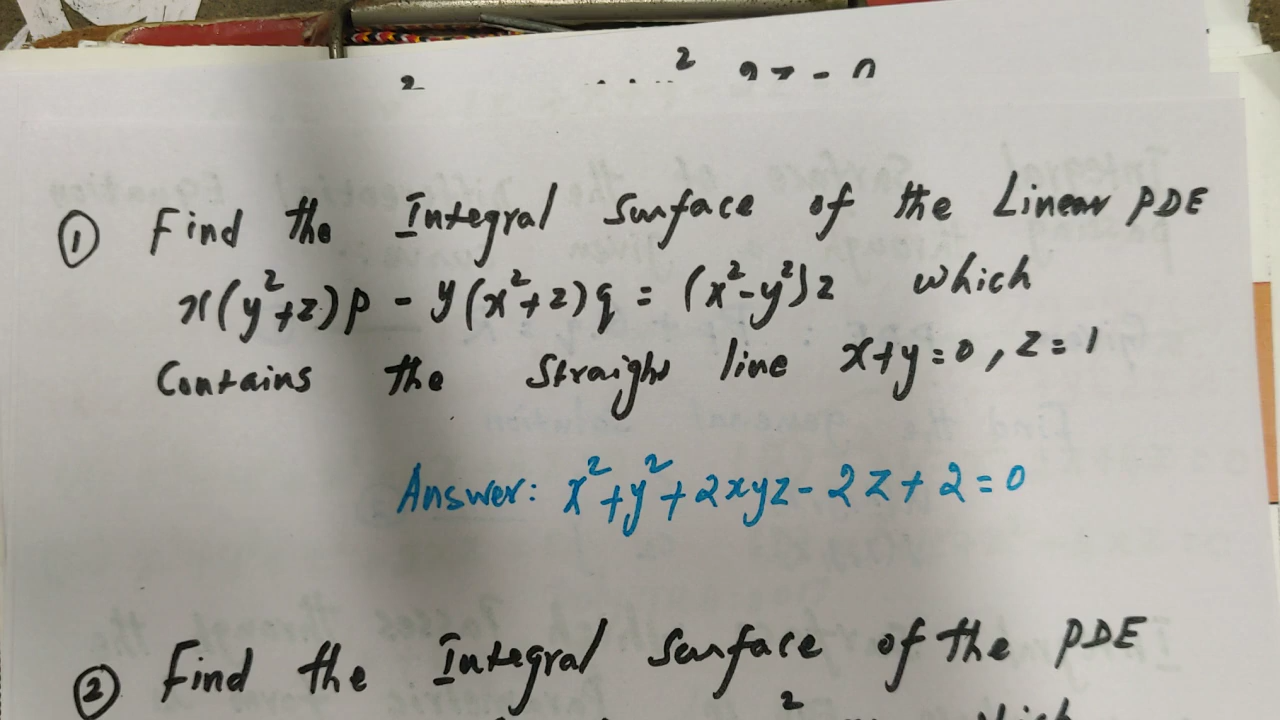 ① Find the Integral Surface of the Linear PDE
x(y²+z)p - y(x²+z)q = (x²-y²)z which
Contains the Straight line x+y=0, z=1
Answer: x²+y²+2xyz-2z+2=0
② Find the Integral Surface of the PDE